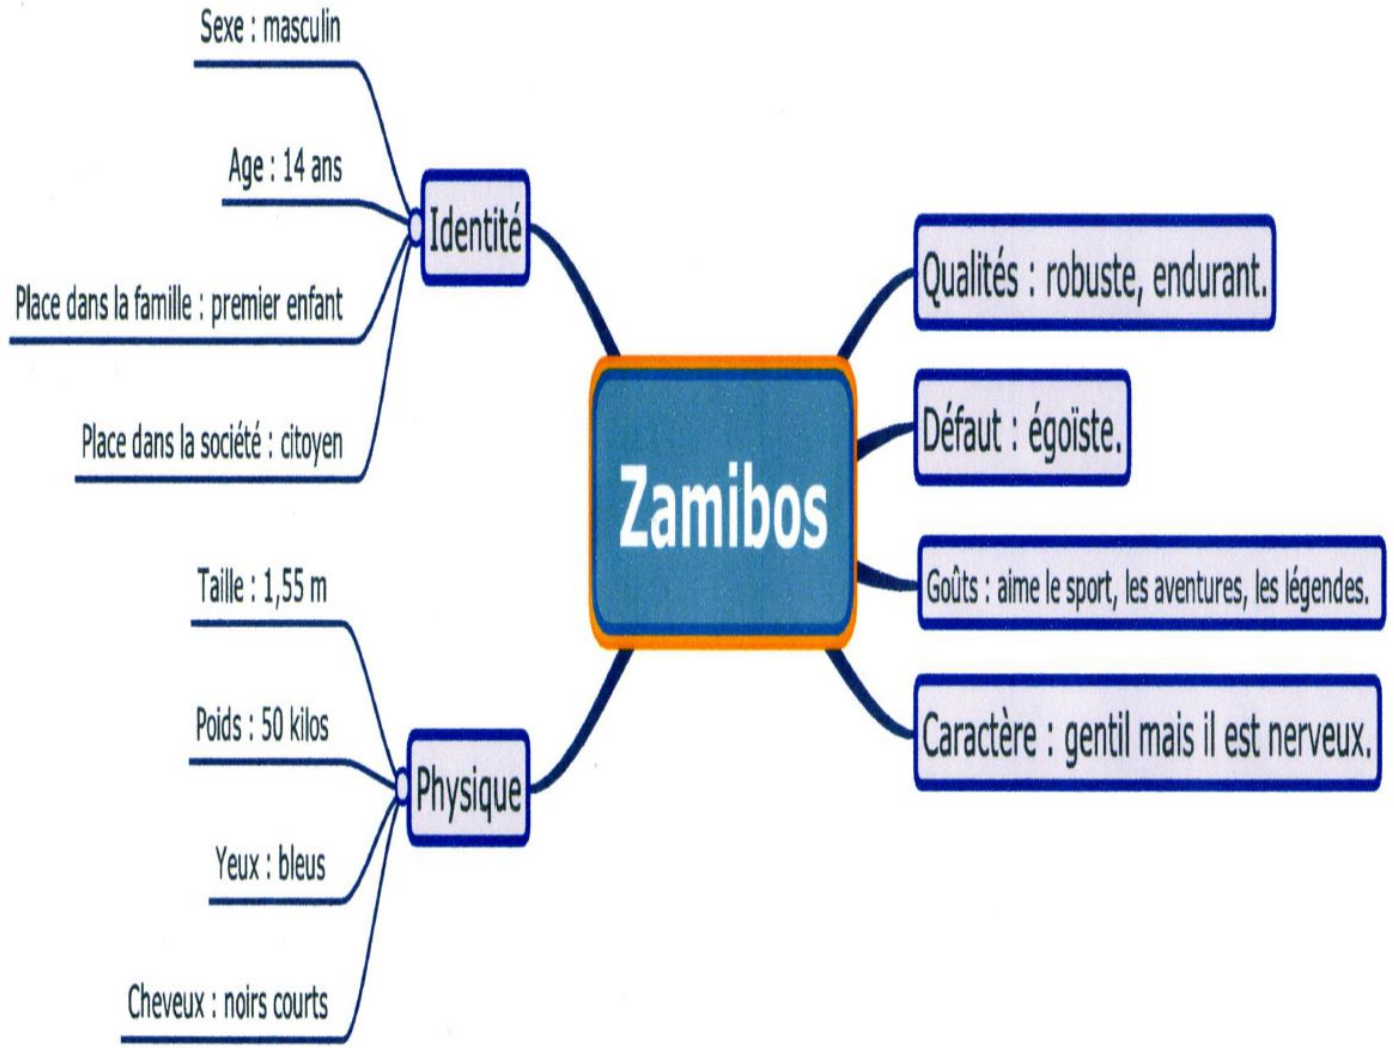 Zamibos
Identité
Sexe : masculin
Age : 14 ans
Place dans la famille : premier enfant
Place dans la société : citoyen
Physique
Taille : 1,55 m
Poids : 50 kilos
Yeux : bleus
Cheveux : noirs courts
Qualités : robuste, endurant.
Défaut : égoïste.
Goûts : aime le sport, les aventures, les légendes.
Caractère : gentil mais il est nerveux.